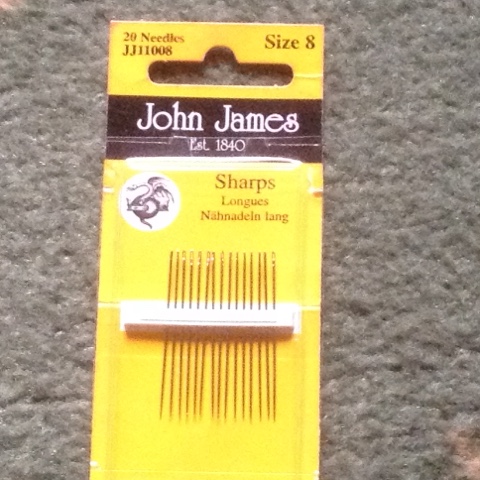 20 Needles
JJ11008
Size 8
John James
Est. 1840
Sharps
Longues
Nähnadeln lang